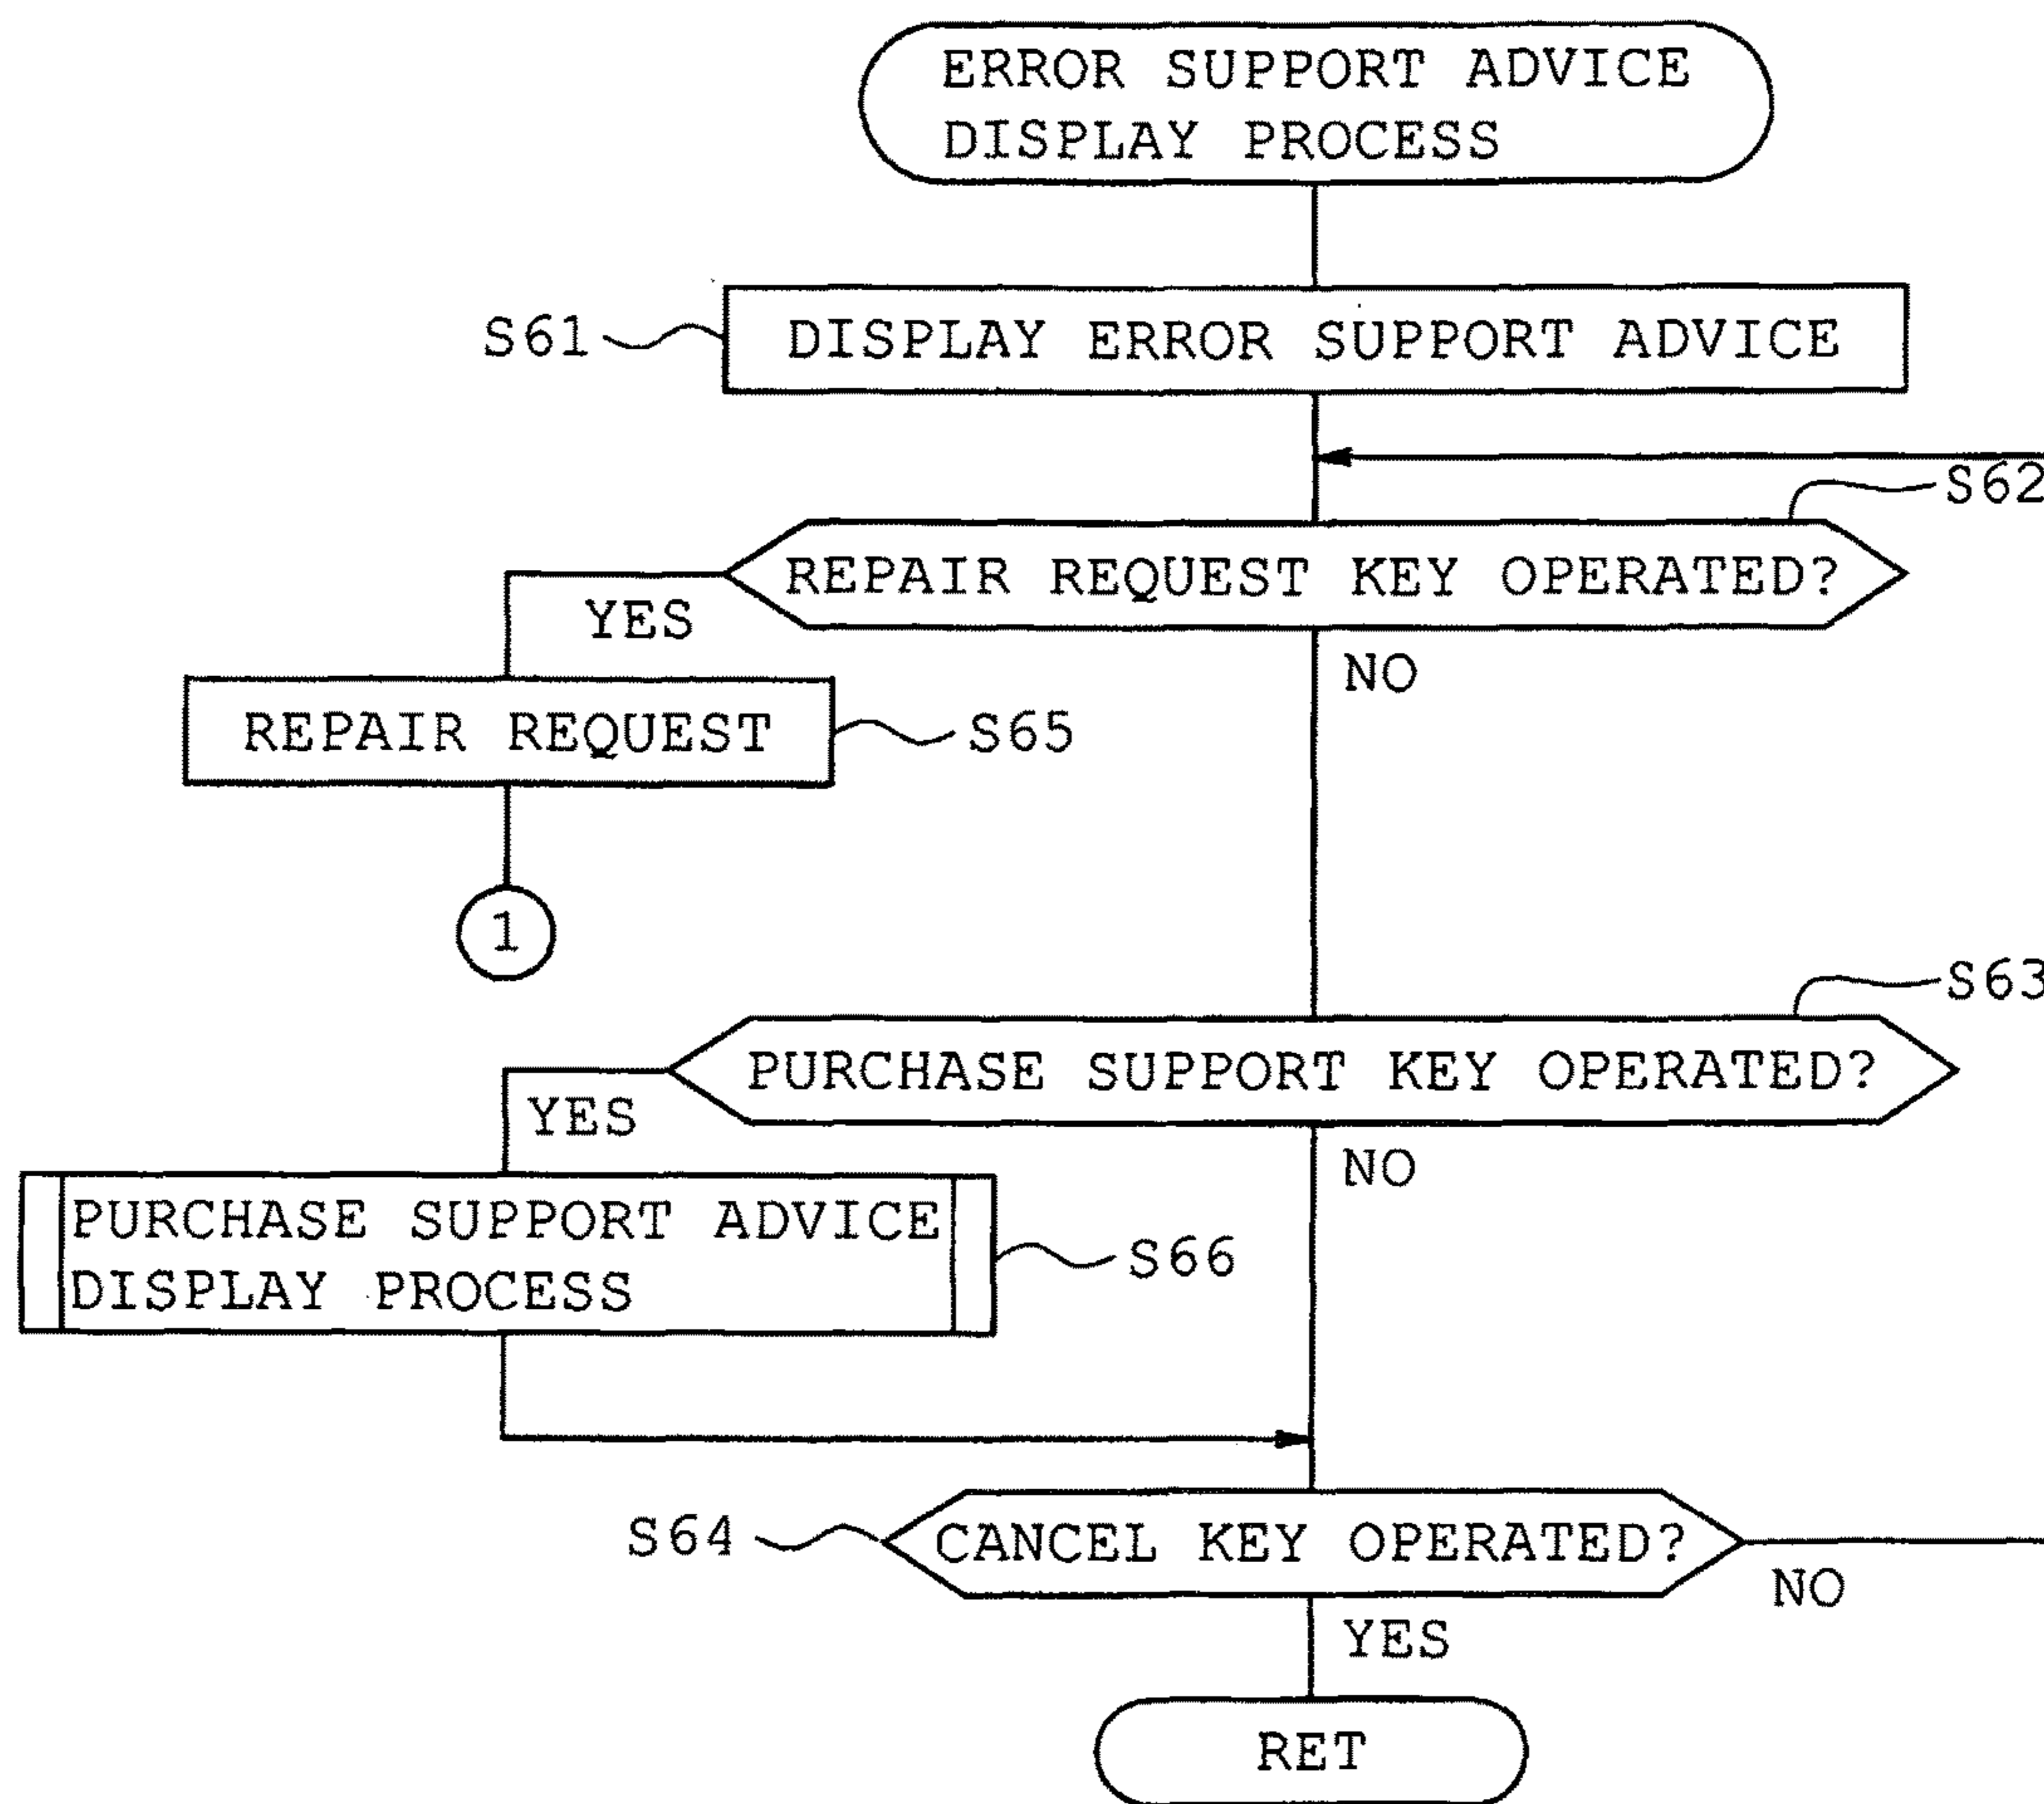 ERROR SUPPORT ADVICE
DISPLAY PROCESS
S61
DISPLAY ERROR SUPPORT ADVICE
S62
REPAIR REQUEST KEY OPERATED?
YES
NO
REPAIR REQUEST
S65
1
S63
PURCHASE SUPPORT KEY OPERATED?
YES
NO
PURCHASE SUPPORT ADVICE
DISPLAY PROCESS
S66
S64
CANCEL KEY OPERATED?
NO
YES
RET